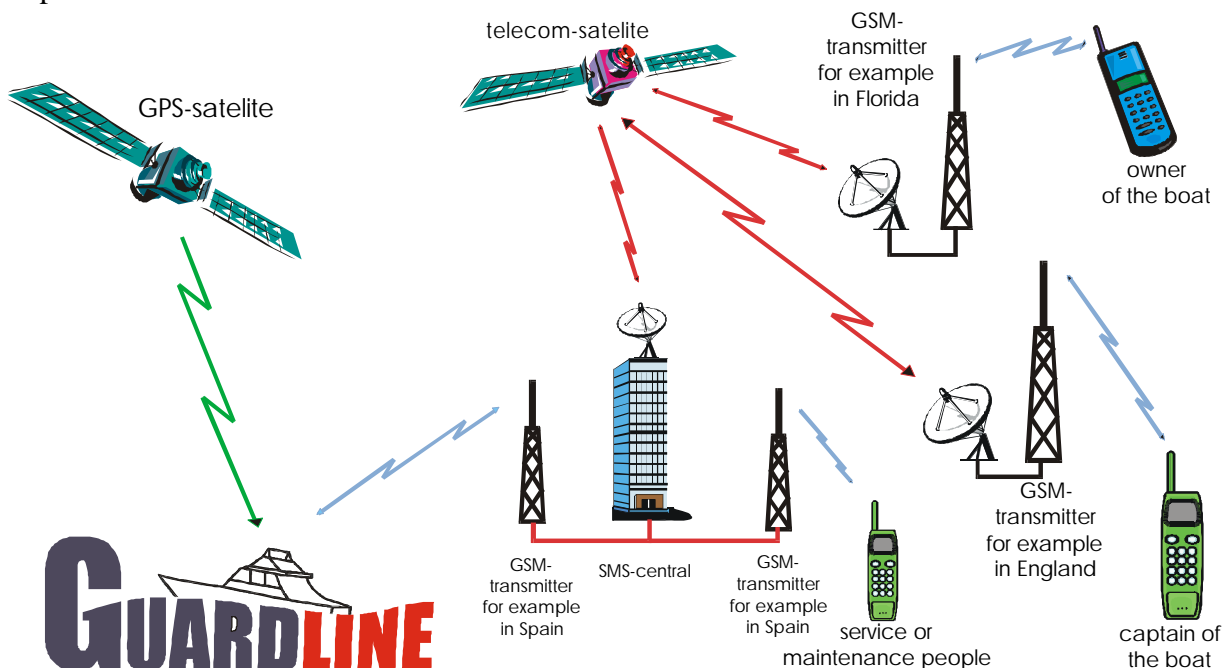 telecom-satelite
GPS-satelite
GSM-
transmitter
for example
in Florida
owner
of the boat
GSM-
transmitter
for example
in Spain
SMS-central
GSM-
transmitter
for example
in Spain
service or
maintenance people
GSM-
transmitter
for example
in England
captain of
the boat
GUARDLINE